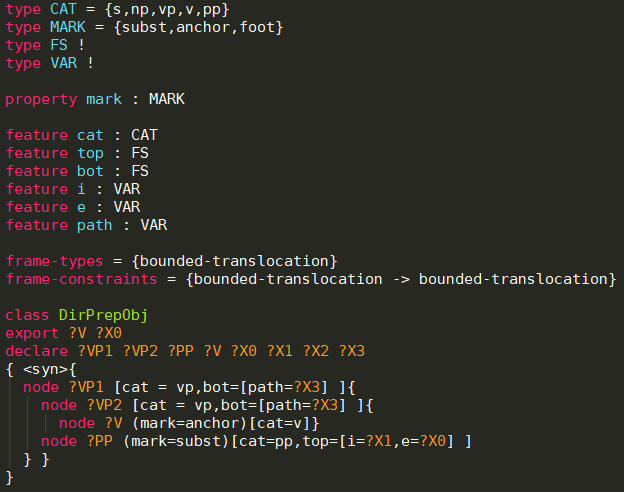 type CAT = {s,np,vp,v,pp}
type MARK = {subst,anchor,foot}
type FS !
type VAR !

property mark : MARK

feature cat : CAT
feature top : FS
feature bot : FS
feature i : VAR
feature e : VAR
feature path : VAR

frame-types = {bounded-translocation}
frame-constraints = {bounded-translocation -> bounded-translocation}

class DirPrepObj
export ?V ?X0
declare ?VP1 ?VP2 ?PP ?V ?X0 ?X1 ?X2 ?X3
{ <syn>{
  node ?VP1 [cat = vp,bot=[path=?X3] ]{
    node ?VP2 [cat = vp,bot=[path=?X3] ]{
      node ?V (mark=anchor)[cat=v]}
    node ?PP (mark=subst)[cat=pp,top=[i=?X1,e=?X0] ]
  } }
}